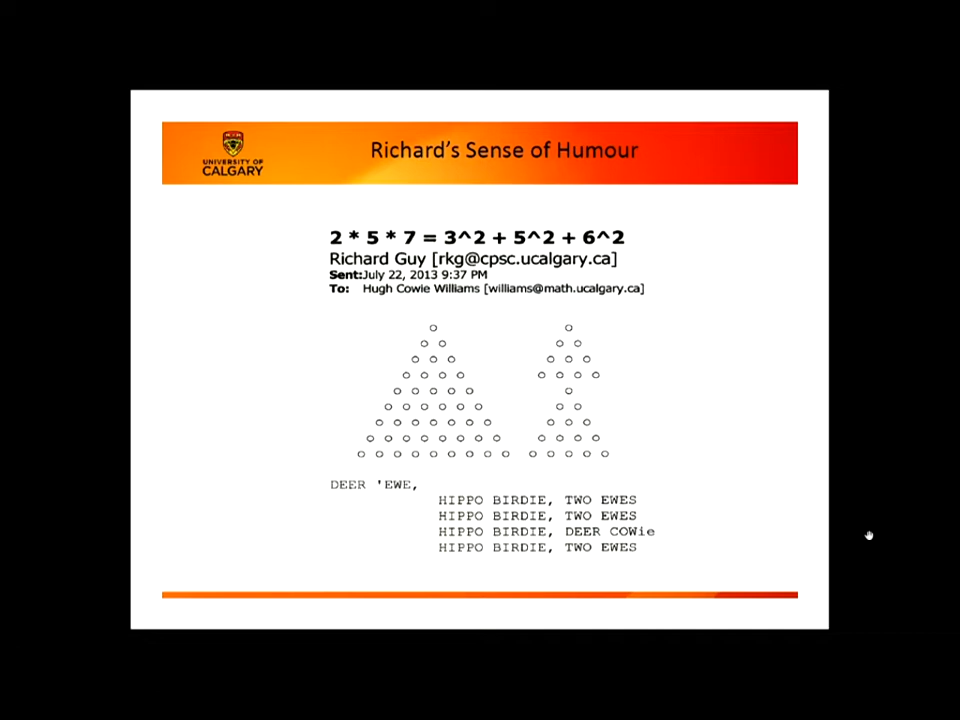 UNIVERSITY OF
CALGARY
Richard's Sense of Humour
2 * 5 * 7 = 3^2 + 5^2 + 6^2
Richard Guy [rkg@cpsc.ucalgary.ca]
Sent:July 22, 2013 9:37 PM
To: Hugh Cowie Williams [williams@math.ucalgary.ca]
DEER 'EWE,
HIPPO BIRDIE, TWO EWES
HIPPO BIRDIE, TWO EWES
HIPPO BIRDIE, DEER COWie
HIPPO BIRDIE, TWO EWES